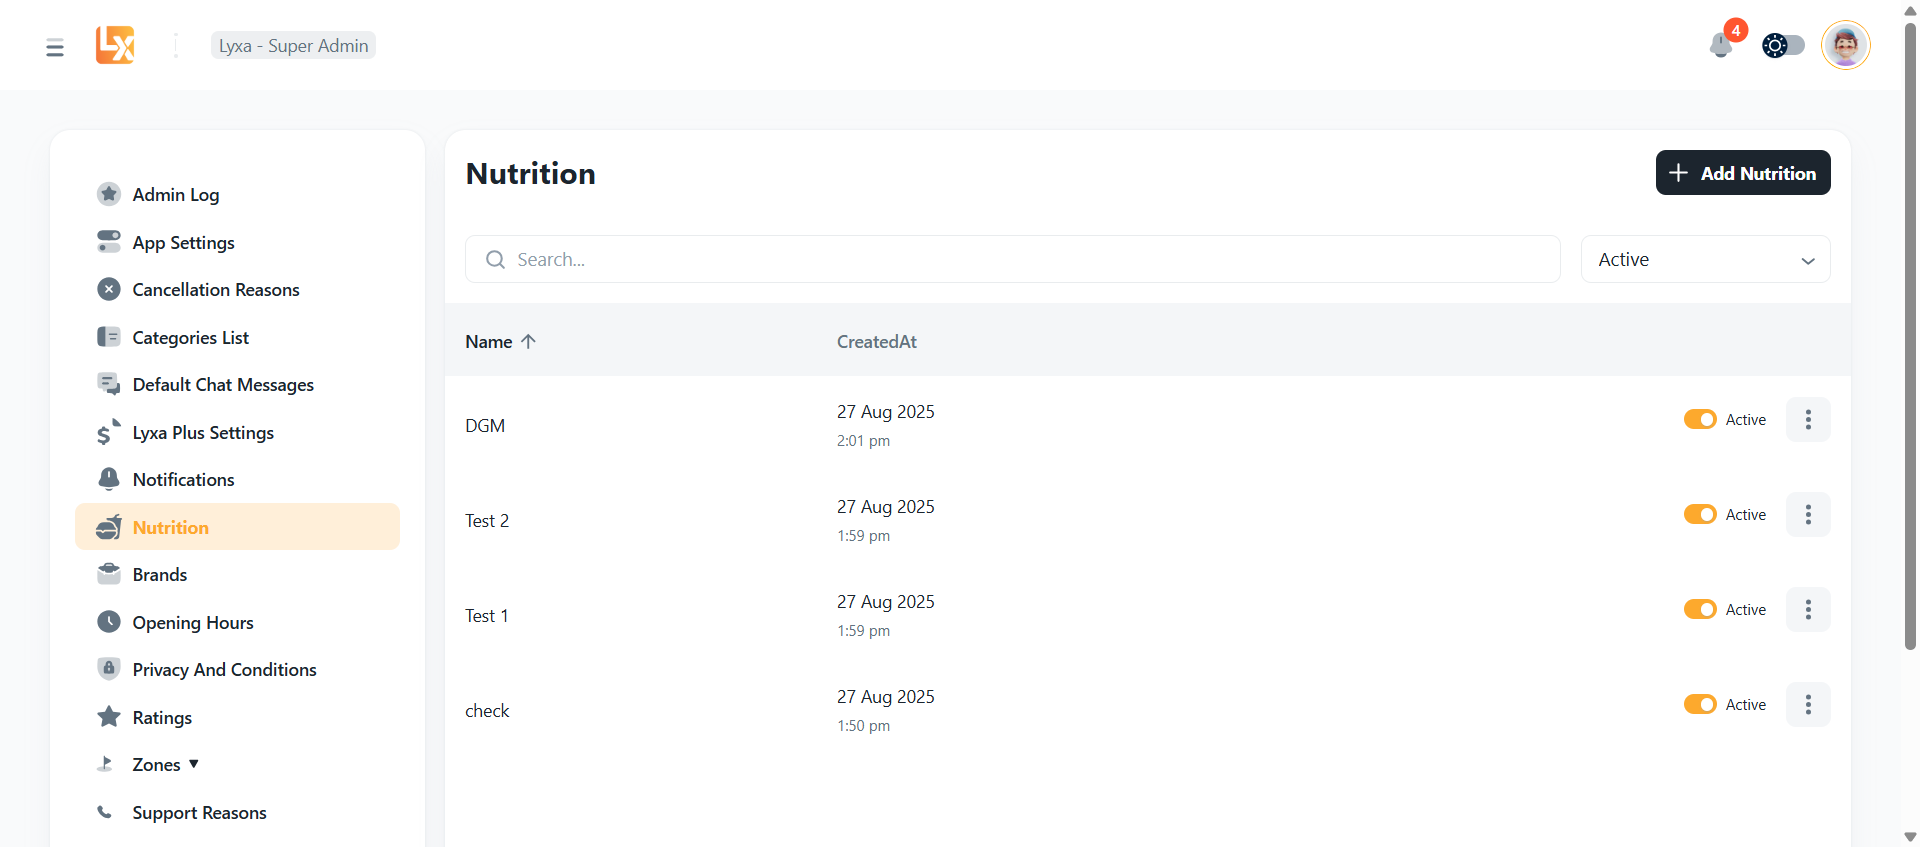 LX
Lyxa - Super Admin
4
Admin Log
App Settings
Cancellation Reasons
Categories List
Default Chat Messages
Lyxa Plus Settings
Notifications
Nutrition
Brands
Opening Hours
Privacy And Conditions
Ratings
Zones
Support Reasons
Nutrition
Add Nutrition
Search...
Active
Name CreatedAt
DGM
27 Aug 2025
2:01 pm
Active
Test 2
27 Aug 2025
1:59 pm
Active
Test 1
27 Aug 2025
1:59 pm
Active
check
27 Aug 2025
1:50 pm
Active